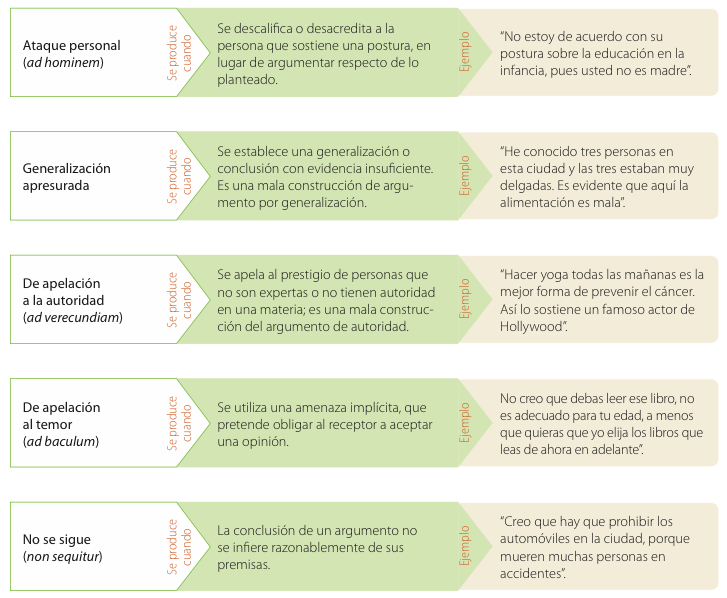 Ataque personal
(ad hominem)
Se produce
cuando
Se descalifica o desacredita a la
persona que sostiene una postura, en
lugar de argumentar respecto de lo
planteado.
Ejemplo
“No estoy de acuerdo con su
postura sobre la educación en la
infancia, pues usted no es madre”.
Generalización
apresurada
Se produce
cuando
Se establece una generalización o
conclusión con evidencia insuficiente.
Es una mala construcción de argu-
mento por generalización.
Ejemplo
“He conocido tres personas en
esta ciudad y las tres estaban muy
delgadas. Es evidente que aquí la
alimentación es mala”.
De apelación
a la autoridad
(ad verecundiam)
Se produce
cuando
Se apela al prestigio de personas que
no son expertas o no tienen autoridad
en una materia; es una mala construc-
ción del argumento de autoridad.
Ejemplo
“Hacer yoga todas las mañanas es la
mejor forma de prevenir el cáncer.
Así lo sostiene un famoso actor de
Hollywood”.
De apelación
al temor
(ad baculum)
Se produce
cuando
Se utiliza una amenaza implícita, que
pretende obligar al receptor a aceptar
una opinión.
Ejemplo
No creo que debas leer ese libro, no
es adecuado para tu edad, a menos
que quieras que yo elija los libros que
leas de ahora en adelante”.
No se sigue
(non sequitur)
Se produce
cuando
La conclusión de un argumento no
se infiere razonablemente de sus
premisas.
Ejemplo
“Creo que hay que prohibir los
automóviles en la ciudad, porque
mueren muchas personas en
accidentes”.